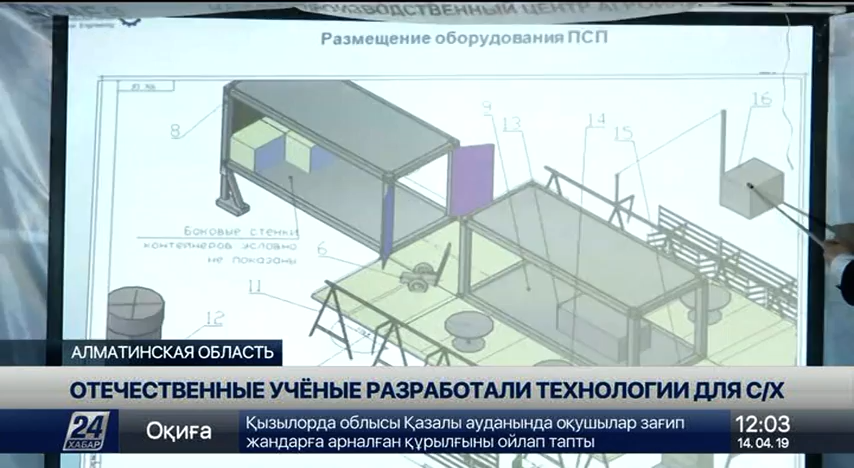 ПРОИЗВОДСТВЕННЫЙ ЦЕНТР
Размещение оборудования ПСП
8
9
13
14
15
16
Боковые стенки
контейнеров условно
не показаны
6
11
12
АЛМАТИНСКАЯ ОБЛАСТЬ
ОТЕЧЕСТВЕННЫЕ УЧЁНЫЕ РАЗРАБОТАЛИ ТЕХНОЛОГИИ ДЛЯ С/Х
24
ХАБАР
Оқиға
Қызылорда облысы Қазалы ауданында оқушылар зағип
жандарға арналған құрылғыны ойлап тапты
12:03
14.04.19